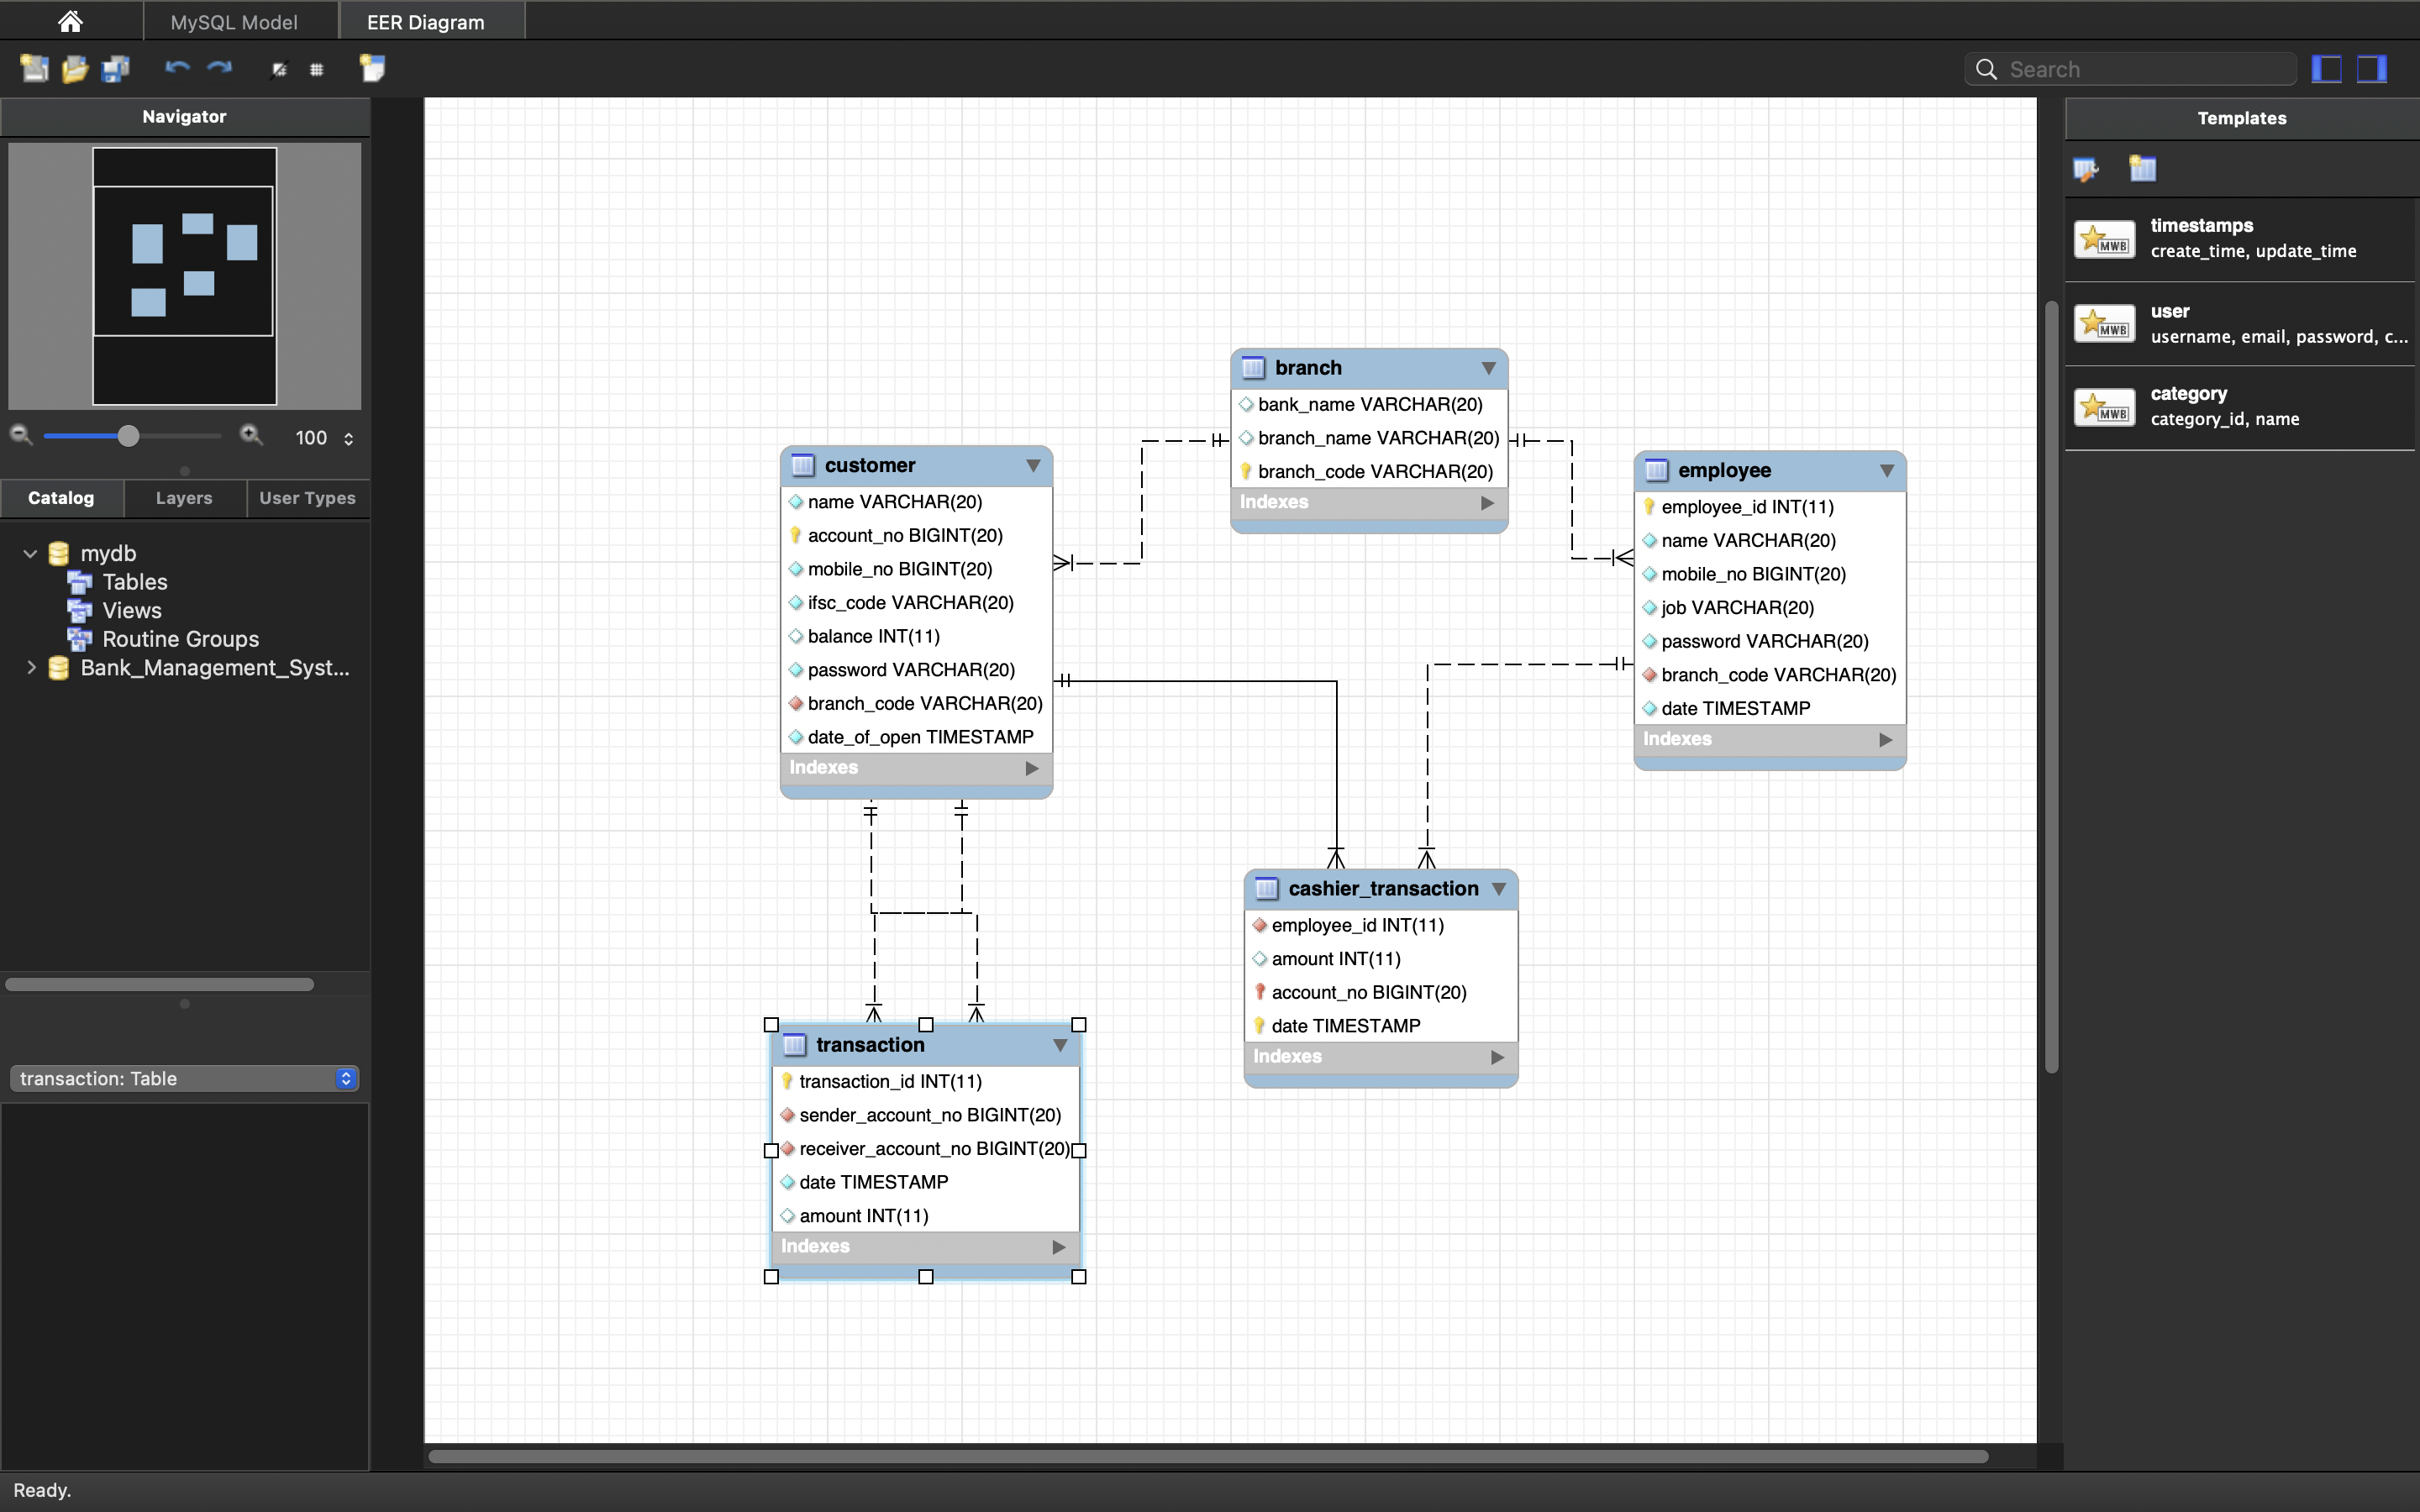 MySQL Model
EER Diagram
Search
Navigator
100
Catalog
Layers
User Types
mydb
Tables
Views
Routine Groups
Bank_Management_Syst...
transaction: Table
Ready.
branch
bank_name VARCHAR(20)
branch_name VARCHAR(20)
branch_code VARCHAR(20)
Indexes
customer
name VARCHAR(20)
account_no BIGINT(20)
mobile_no BIGINT(20)
ifsc_code VARCHAR(20)
balance INT(11)
password VARCHAR(20)
branch_code VARCHAR(20)
date_of_open TIMESTAMP
Indexes
employee
employee_id INT(11)
name VARCHAR(20)
mobile_no BIGINT(20)
job VARCHAR(20)
password VARCHAR(20)
branch_code VARCHAR(20)
date TIMESTAMP
Indexes
cashier_transaction
employee_id INT(11)
amount INT(11)
account_no BIGINT(20)
date TIMESTAMP
Indexes
transaction
transaction_id INT(11)
sender_account_no BIGINT(20)
receiver_account_no BIGINT(20)
date TIMESTAMP
amount INT(11)
Indexes
Templates
MWB
timestamps
create_time, update_time
MWB
user
username, email, password, c...
MWB
category
category_id, name